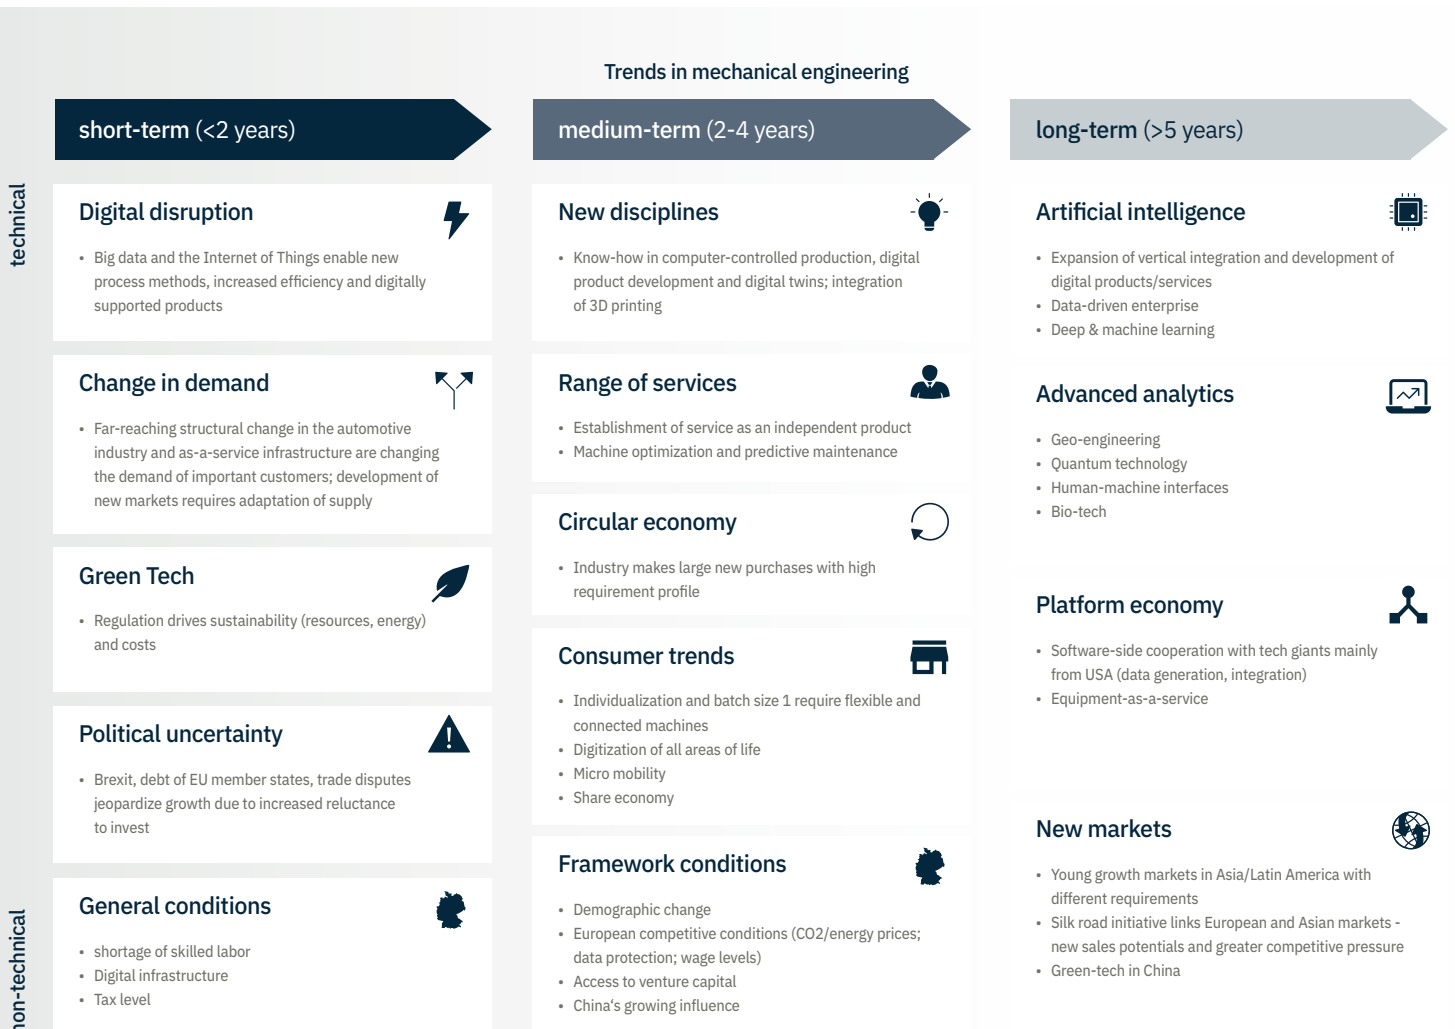 Trends in mechanical engineering
short-term (<2 years)
medium-term (2-4 years)
long-term (>5 years)
technical
Digital disruption
• Big data and the Internet of Things enable new
process methods, increased efficiency and digitally
supported products
Change in demand
• Far-reaching structural change in the automotive
industry and as-a-service infrastructure are changing
the demand of important customers; development of
new markets requires adaptation of supply
Green Tech
• Regulation drives sustainability (resources, energy)
and costs
Political uncertainty
• Brexit, debt of EU member states, trade disputes
jeopardize growth due to increased reluctance
to invest
General conditions
• shortage of skilled labor
• Digital infrastructure
• Tax level
non-technical
New disciplines
• Know-how in computer-controlled production, digital
product development and digital twins; integration
of 3D printing
Range of services
• Establishment of service as an independent product
• Machine optimization and predictive maintenance
Circular economy
• Industry makes large new purchases with high
requirement profile
Consumer trends
• Individualization and batch size 1 require flexible and
connected machines
• Digitization of all areas of life
• Micro mobility
• Share economy
Framework conditions
• Demographic change
• European competitive conditions (CO2/energy prices;
data protection; wage levels)
• Access to venture capital
• China‘s growing influence
Artificial intelligence
• Expansion of vertical integration and development of
digital products/services
• Data-driven enterprise
• Deep & machine learning
Advanced analytics
• Geo-engineering
• Quantum technology
• Human-machine interfaces
• Bio-tech
Platform economy
• Software-side cooperation with tech giants mainly
from USA (data generation, integration)
• Equipment-as-a-service
New markets
• Young growth markets in Asia/Latin America with
different requirements
• Silk road initiative links European and Asian markets -
new sales potentials and greater competitive pressure
• Green-tech in China